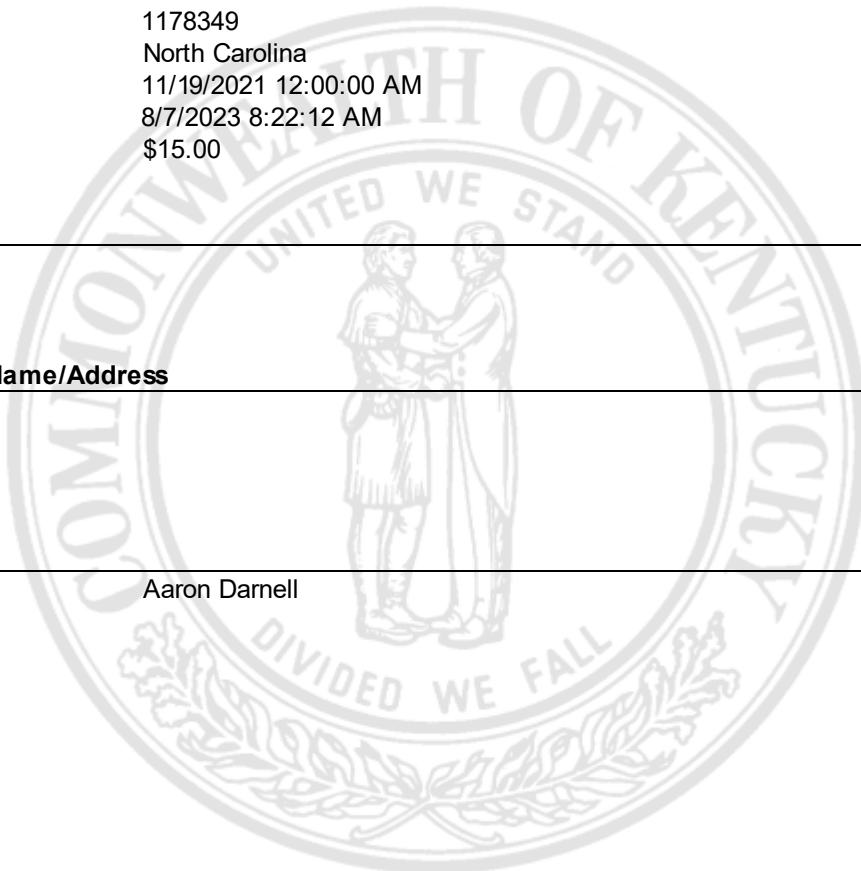 1178349
North Carolina
11/19/2021 12:00:00 AM
8/7/2023 8:22:12 AM
$15.00
COMMONWEALTH OF KENTUCKY
UNITED WE STAND
ame/Address
Aaron Darnell
DIVIDED WE FALL